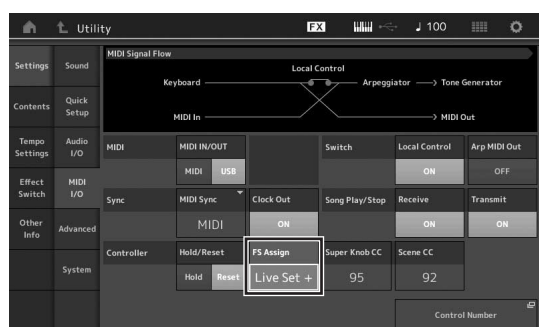 Utility FX ♩ 100
MIDI Signal Flow
Settings Sound
Local Control
Keyboard Arpeggiator Tone Generator
Contents Quick Setup
MIDI In MIDI Out
Tempo Settings Audio I/O
MIDI MIDI IN/OUT Switch Local Control Arp MIDI Out
MIDI USB ON OFF
Effect Switch MIDI I/O
Sync MIDI Sync Clock Out Song Play/Stop Receive Transmit
MIDI ON ON ON
Other Info Advanced
Controller Hold/Reset FS Assign Super Knob CC Scene CC
System Hold Reset Live Set + 95 92
Control Number